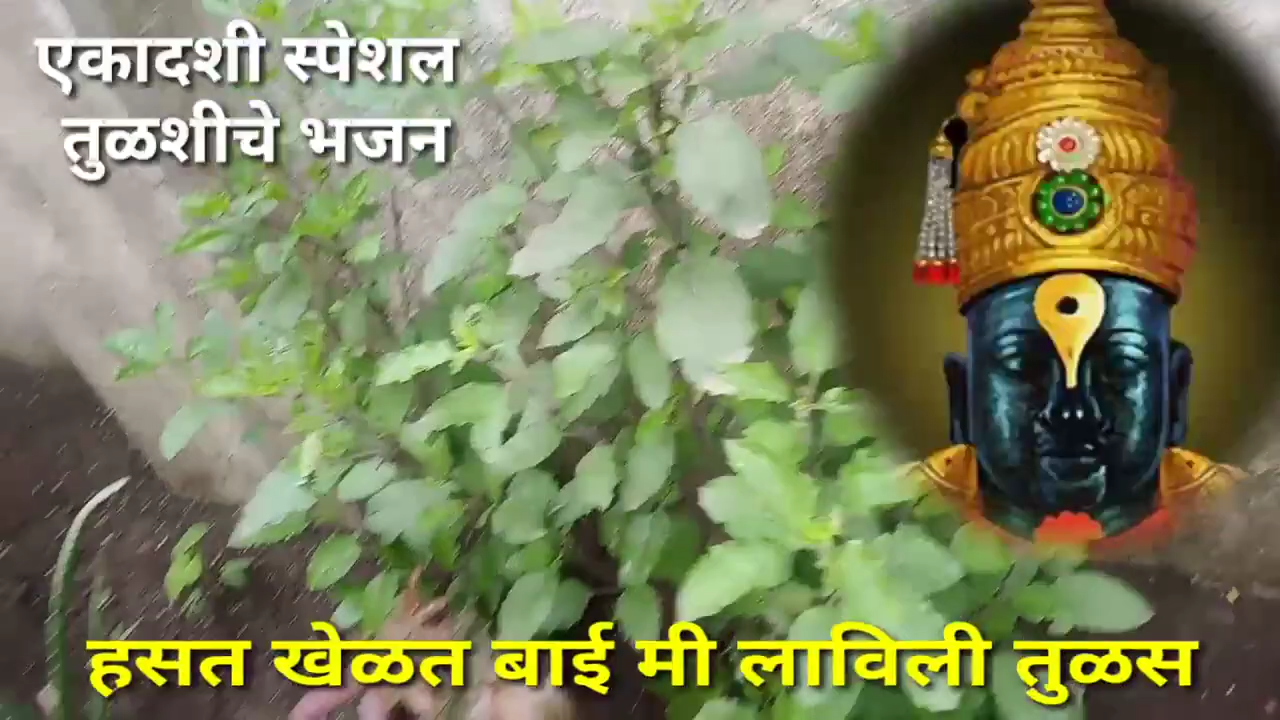 एकादशी स्पेशल
तुळशीचे भजन
हसत खेळत बाई मी लाविली तुळस